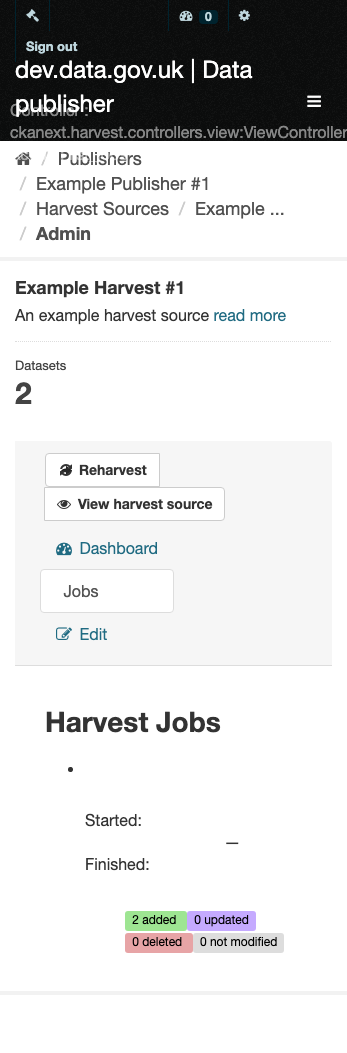 0
Sign out
dev.data.gov.uk | Data
publisher
Controller :
ckanext.harvest.controllers.view:ViewController
/ Publishers
/ Example Publisher #1
/ Harvest Sources / Example ...
/ Admin
Example Harvest #1
An example harvest source read more
Datasets
2
Reharvest
View harvest source
Dashboard
Jobs
Edit
Harvest Jobs
Started:
—
Finished:
2 added 0 updated
0 deleted 0 not modified